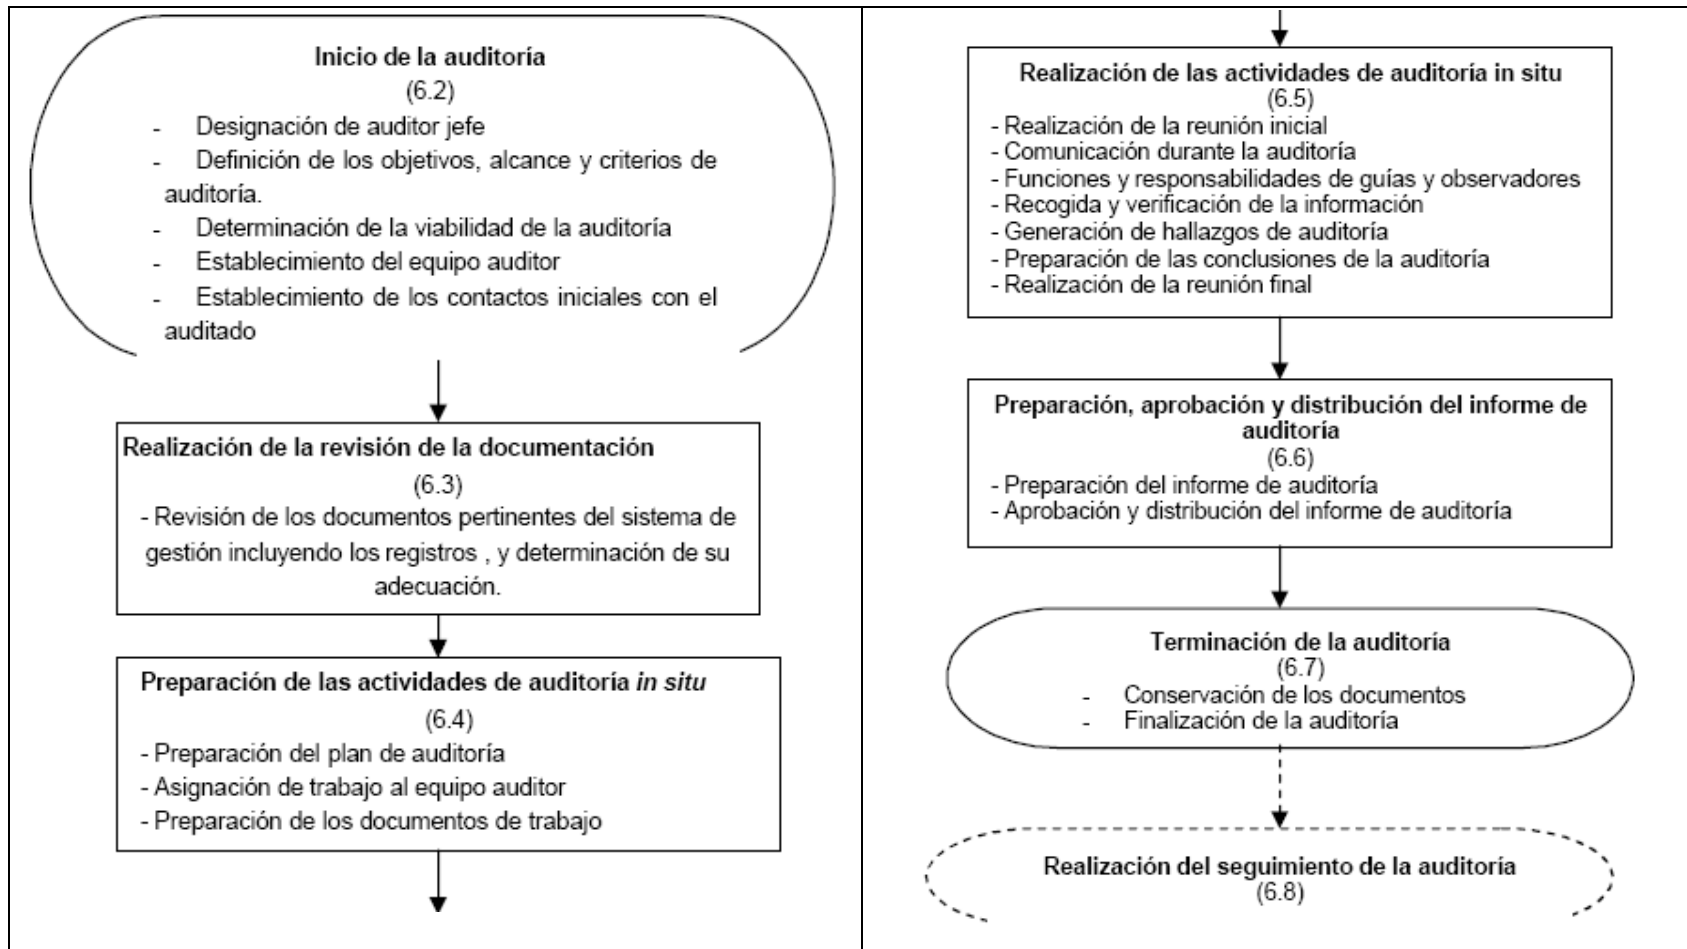 Inicio de la auditoría
(6.2)
- Designación de auditor jefe
- Definición de los objetivos, alcance y criterios de
auditoría.
- Determinación de la viabilidad de la auditoría
- Establecimiento del equipo auditor
- Establecimiento de los contactos iniciales con el
auditado
Realización de la revisión de la documentación
(6.3)
- Revisión de los documentos pertinentes del sistema de
gestión incluyendo los registros , y determinación de su
adecuación.
Preparación de las actividades de auditoría in situ
(6.4)
- Preparación del plan de auditoría
- Asignación de trabajo al equipo auditor
- Preparación de los documentos de trabajo
Realización de las actividades de auditoría in situ
(6.5)
- Realización de la reunión inicial
- Comunicación durante la auditoría
- Funciones y responsabilidades de guías y observadores
- Recogida y verificación de la información
- Generación de hallazgos de auditoría
- Preparación de las conclusiones de la auditoría
- Realización de la reunión final
Preparación, aprobación y distribución del informe de
auditoría
(6.6)
- Preparación del informe de auditoría
- Aprobación y distribución del informe de auditoría
Terminación de la auditoría
(6.7)
- Conservación de los documentos
- Finalización de la auditoría
Realización del seguimiento de la auditoría
(6.8)